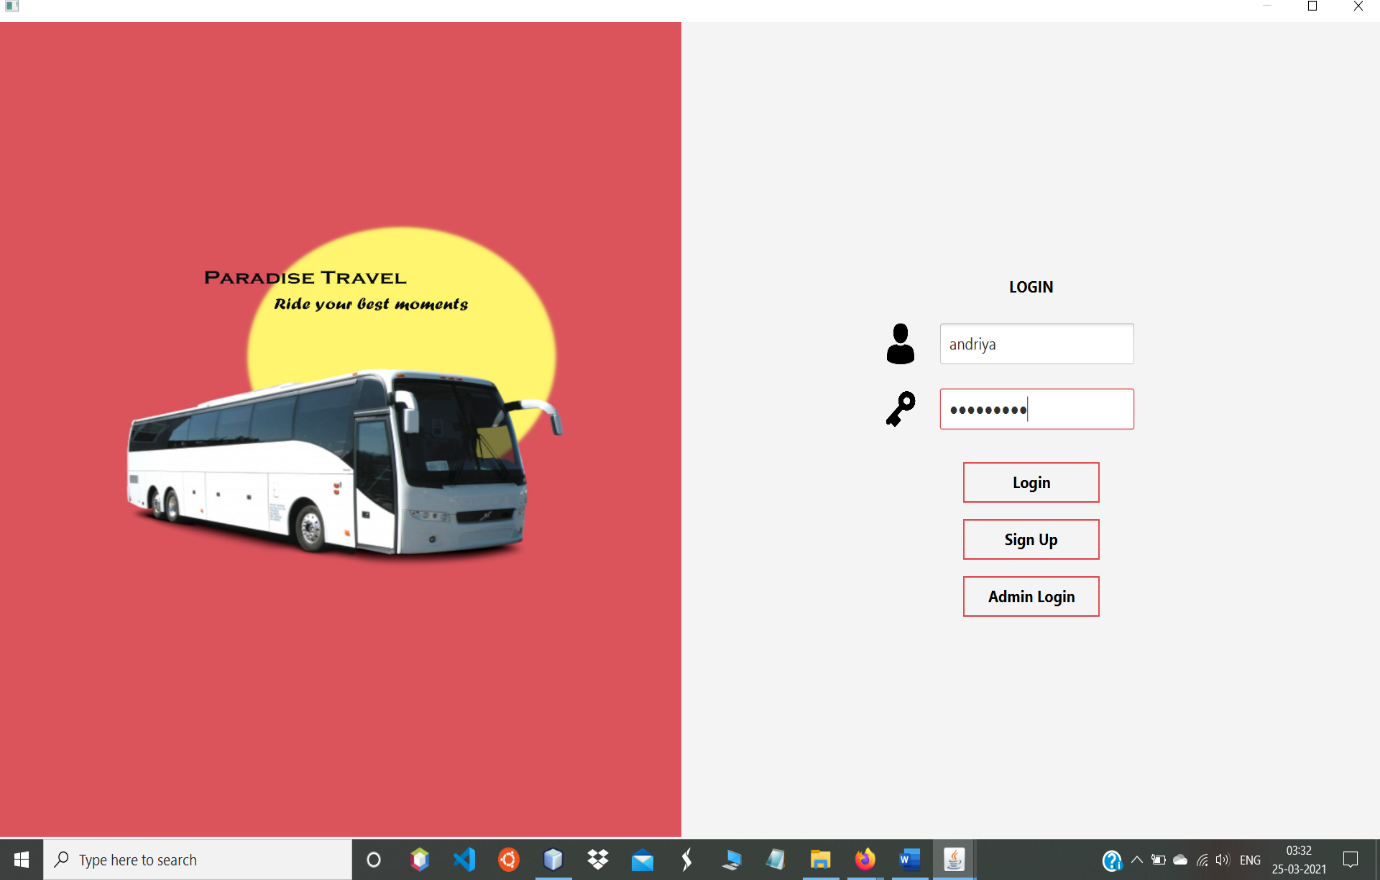 Paradise Travel
Ride your best moments
LOGIN
andriya
•••••••••
Login
Sign Up
Admin Login
Type here to search
W
ENG
03:32
25-03-2021